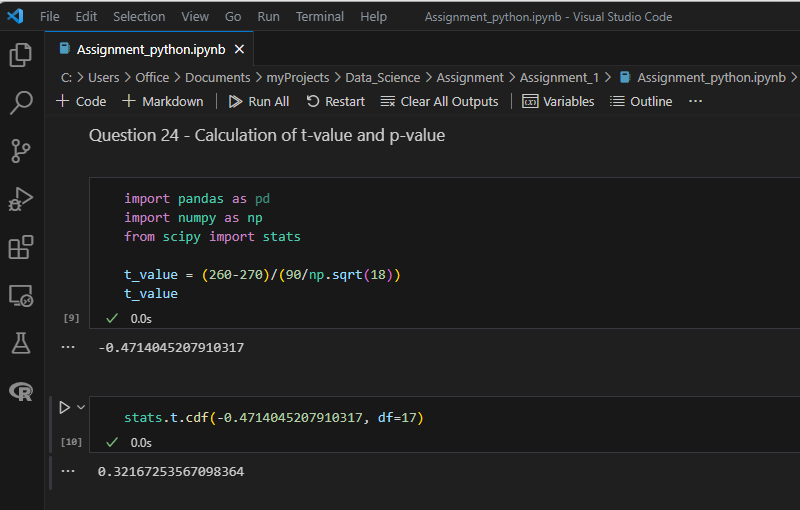 File Edit Selection View Go Run Terminal Help Assignment_python.ipynb - Visual Studio Code
Assignment_python.ipynb
C: > Users > Office > Documents > myProjects > Data_Science > Assignment > Assignment_1 > Assignment_python.ipynb >
+ Code + Markdown | Run All Restart Clear All Outputs | Variables Outline ...
Question 24 - Calculation of t-value and p-value
import pandas as pd
import numpy as np
from scipy import stats
t_value = (260-270)/(90/np.sqrt(18))
t_value
[9] 0.0s
... -0.4714045207910317
stats.t.cdf(-0.4714045207910317, df=17)
[10] 0.0s
... 0.32167253567098364